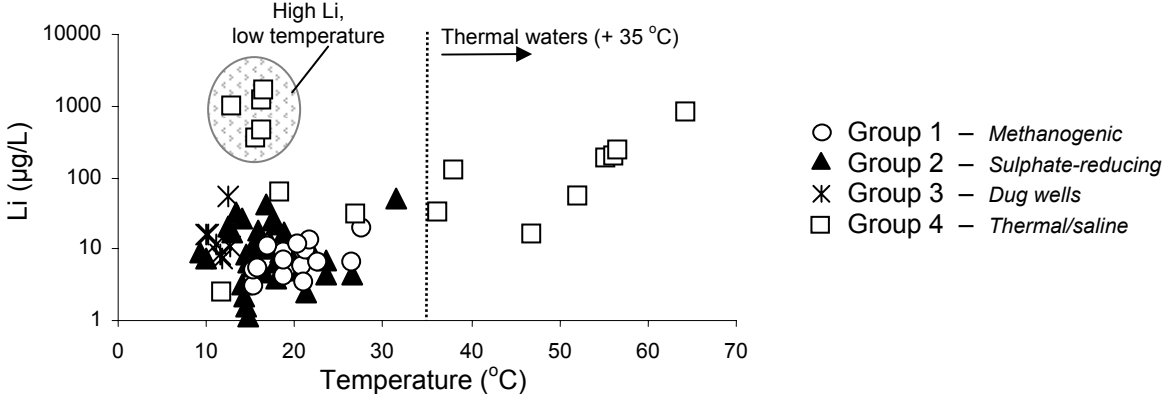 High Li,
low temperature
Thermal waters (+ 35 °C)
10000
1000
100
10
1
Li (µg/L)
0 10 20 30 40 50 60 70
Temperature (°C)
Group 1 – Methanogenic
Group 2 – Sulphate-reducing
Group 3 – Dug wells
Group 4 – Thermal/saline